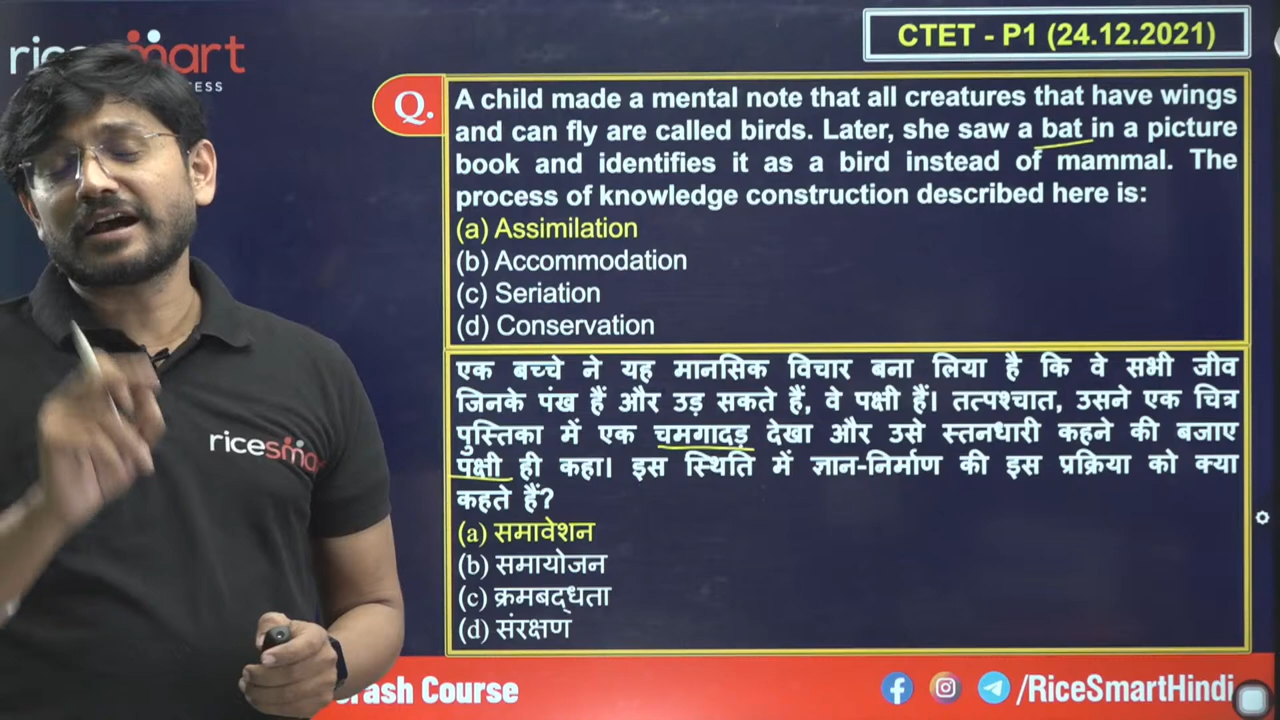 CTET - P1 (24.12.2021)
Q.
A child made a mental note that all creatures that have wings
and can fly are called birds. Later, she saw a bat in a picture
book and identifies it as a bird instead of mammal. The
process of knowledge construction described here is:
(a) Assimilation
(b) Accommodation
(c) Seriation
(d) Conservation
एक बच्चे ने यह मानसिक विचार बना लिया है कि वे सभी जीव
जिनके पंख हैं और उड़ सकते हैं, वे पक्षी हैं। तत्पश्चात, उसने एक चित्र
पुस्तिका में एक चमगादड़ देखा और उसे स्तनधारी कहने की बजाए
पक्षी ही कहा। इस स्थिति में ज्ञान-निर्माण की इस प्रक्रिया को क्या
कहते हैं?
(a) समावेशन
(b) समायोजन
(c) क्रमबद्धता
(d) संरक्षण
ricesma
Course
/RiceSmartHindi